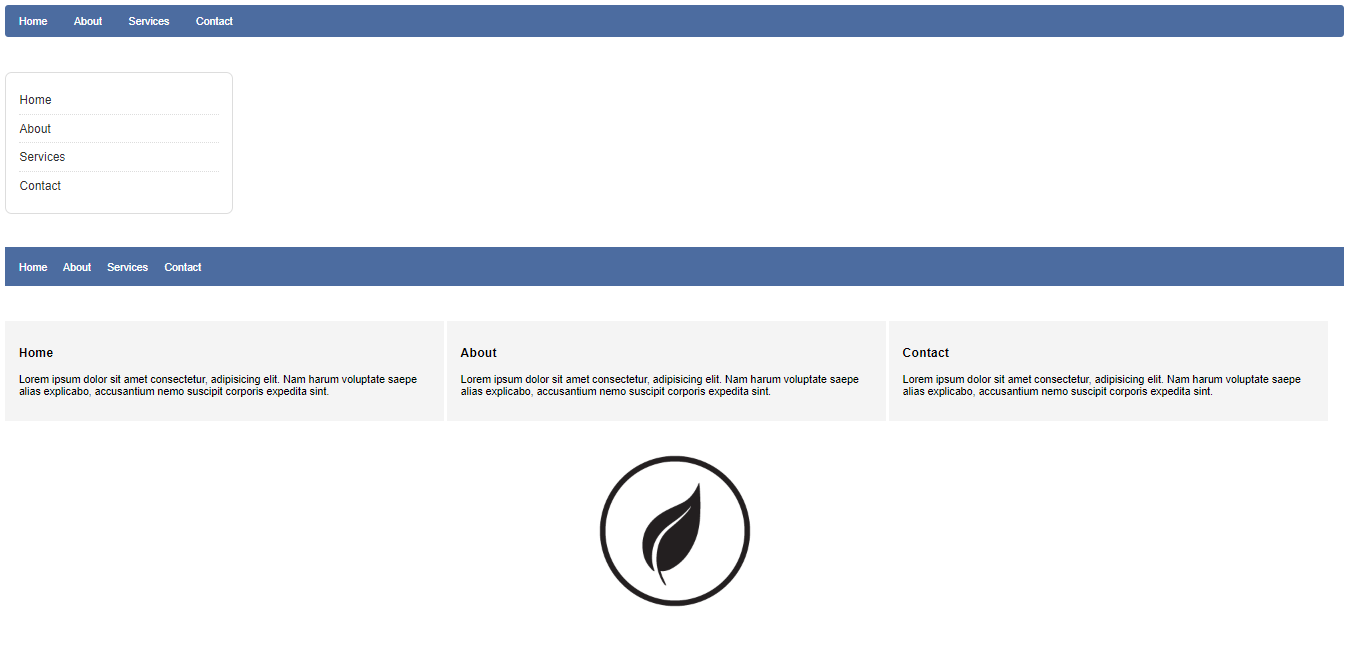 Home About Services Contact
Home
About
Services
Contact
Home About Services Contact
Home
Lorem ipsum dolor sit amet consectetur, adipisicing elit. Nam harum voluptate saepe
alias explicabo, accusantium nemo suscipit corporis expedita sint.
About
Lorem ipsum dolor sit amet consectetur, adipisicing elit. Nam harum voluptate saepe
alias explicabo, accusantium nemo suscipit corporis expedita sint.
Contact
Lorem ipsum dolor sit amet consectetur, adipisicing elit. Nam harum voluptate saepe
alias explicabo, accusantium nemo suscipit corporis expedita sint.